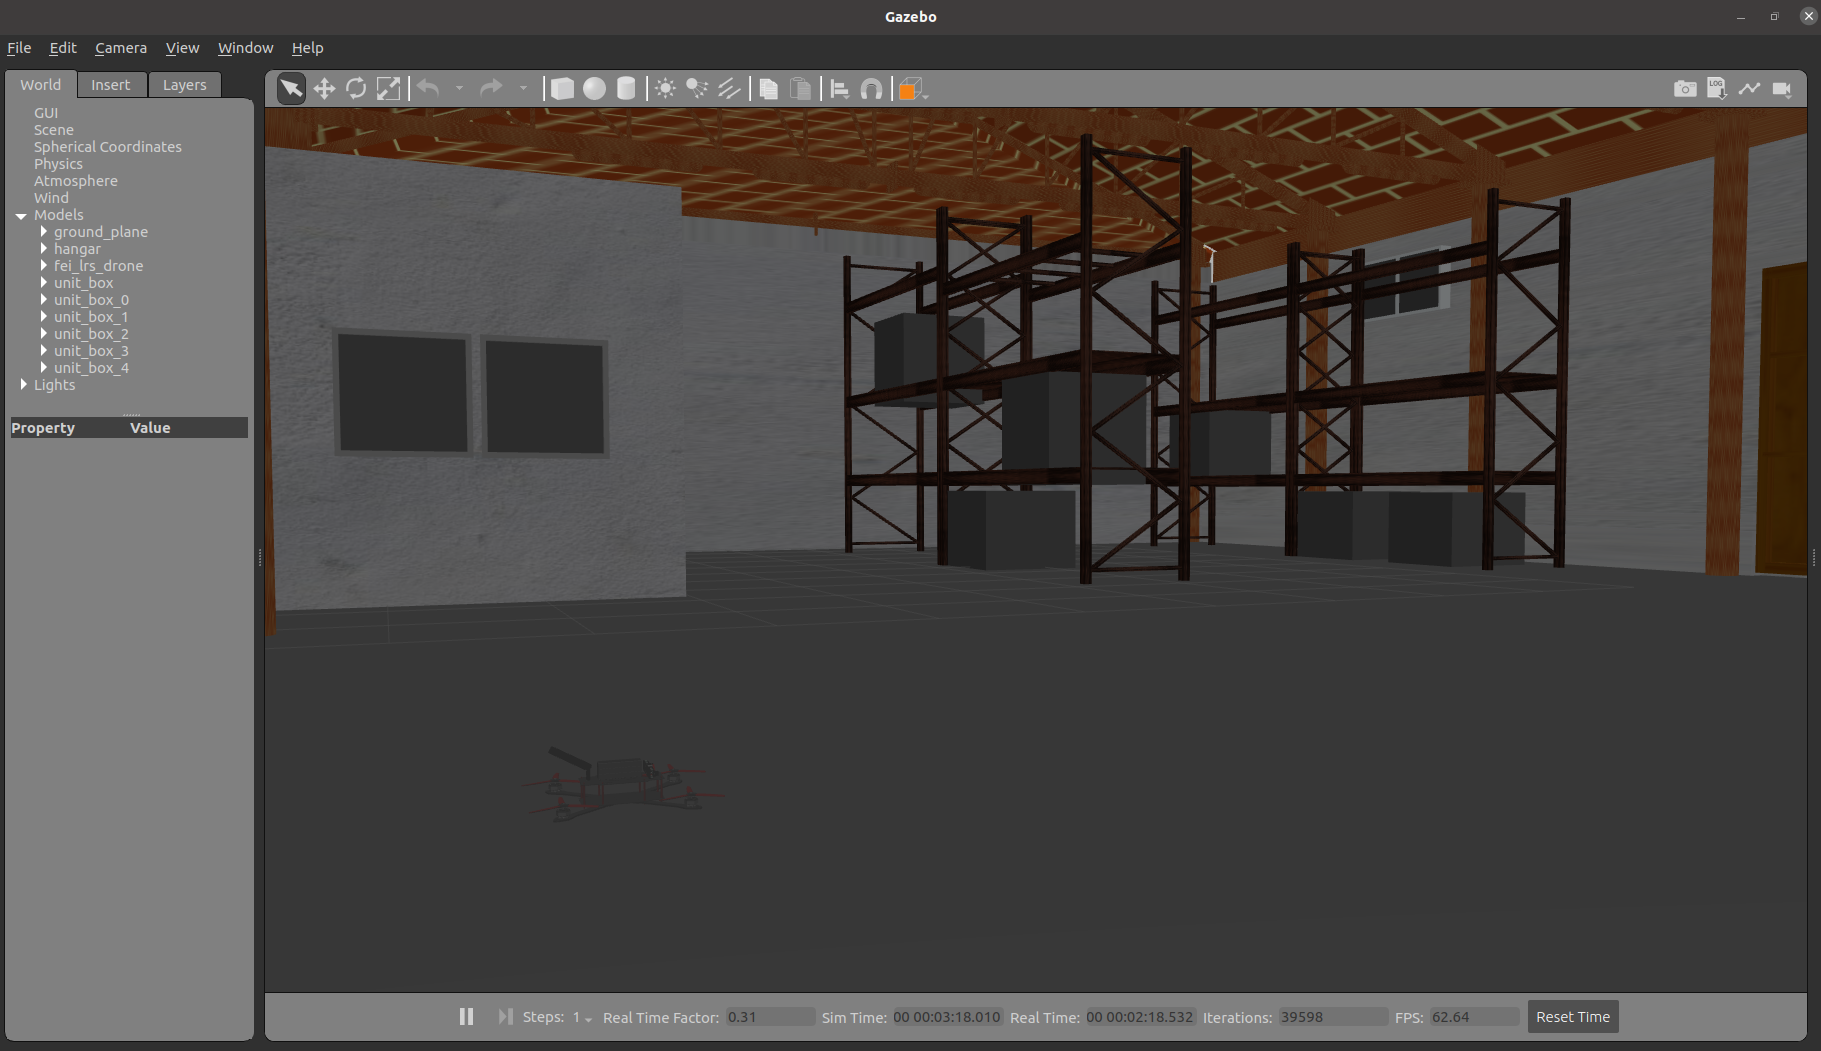 Gazebo
File Edit Camera View Window Help
World Insert Layers
GUI
Scene
Spherical Coordinates
Physics
Atmosphere
Wind
Models
ground_plane
hangar
fei_lrs_drone
unit_box
unit_box_0
unit_box_1
unit_box_2
unit_box_3
unit_box_4
Lights
Property Value
LOG
Steps: 1 Real Time Factor: 0.31 Sim Time: 00 00:03:18.010 Real Time: 00 00:02:18.532 Iterations: 39598 FPS: 62.64 Reset Time